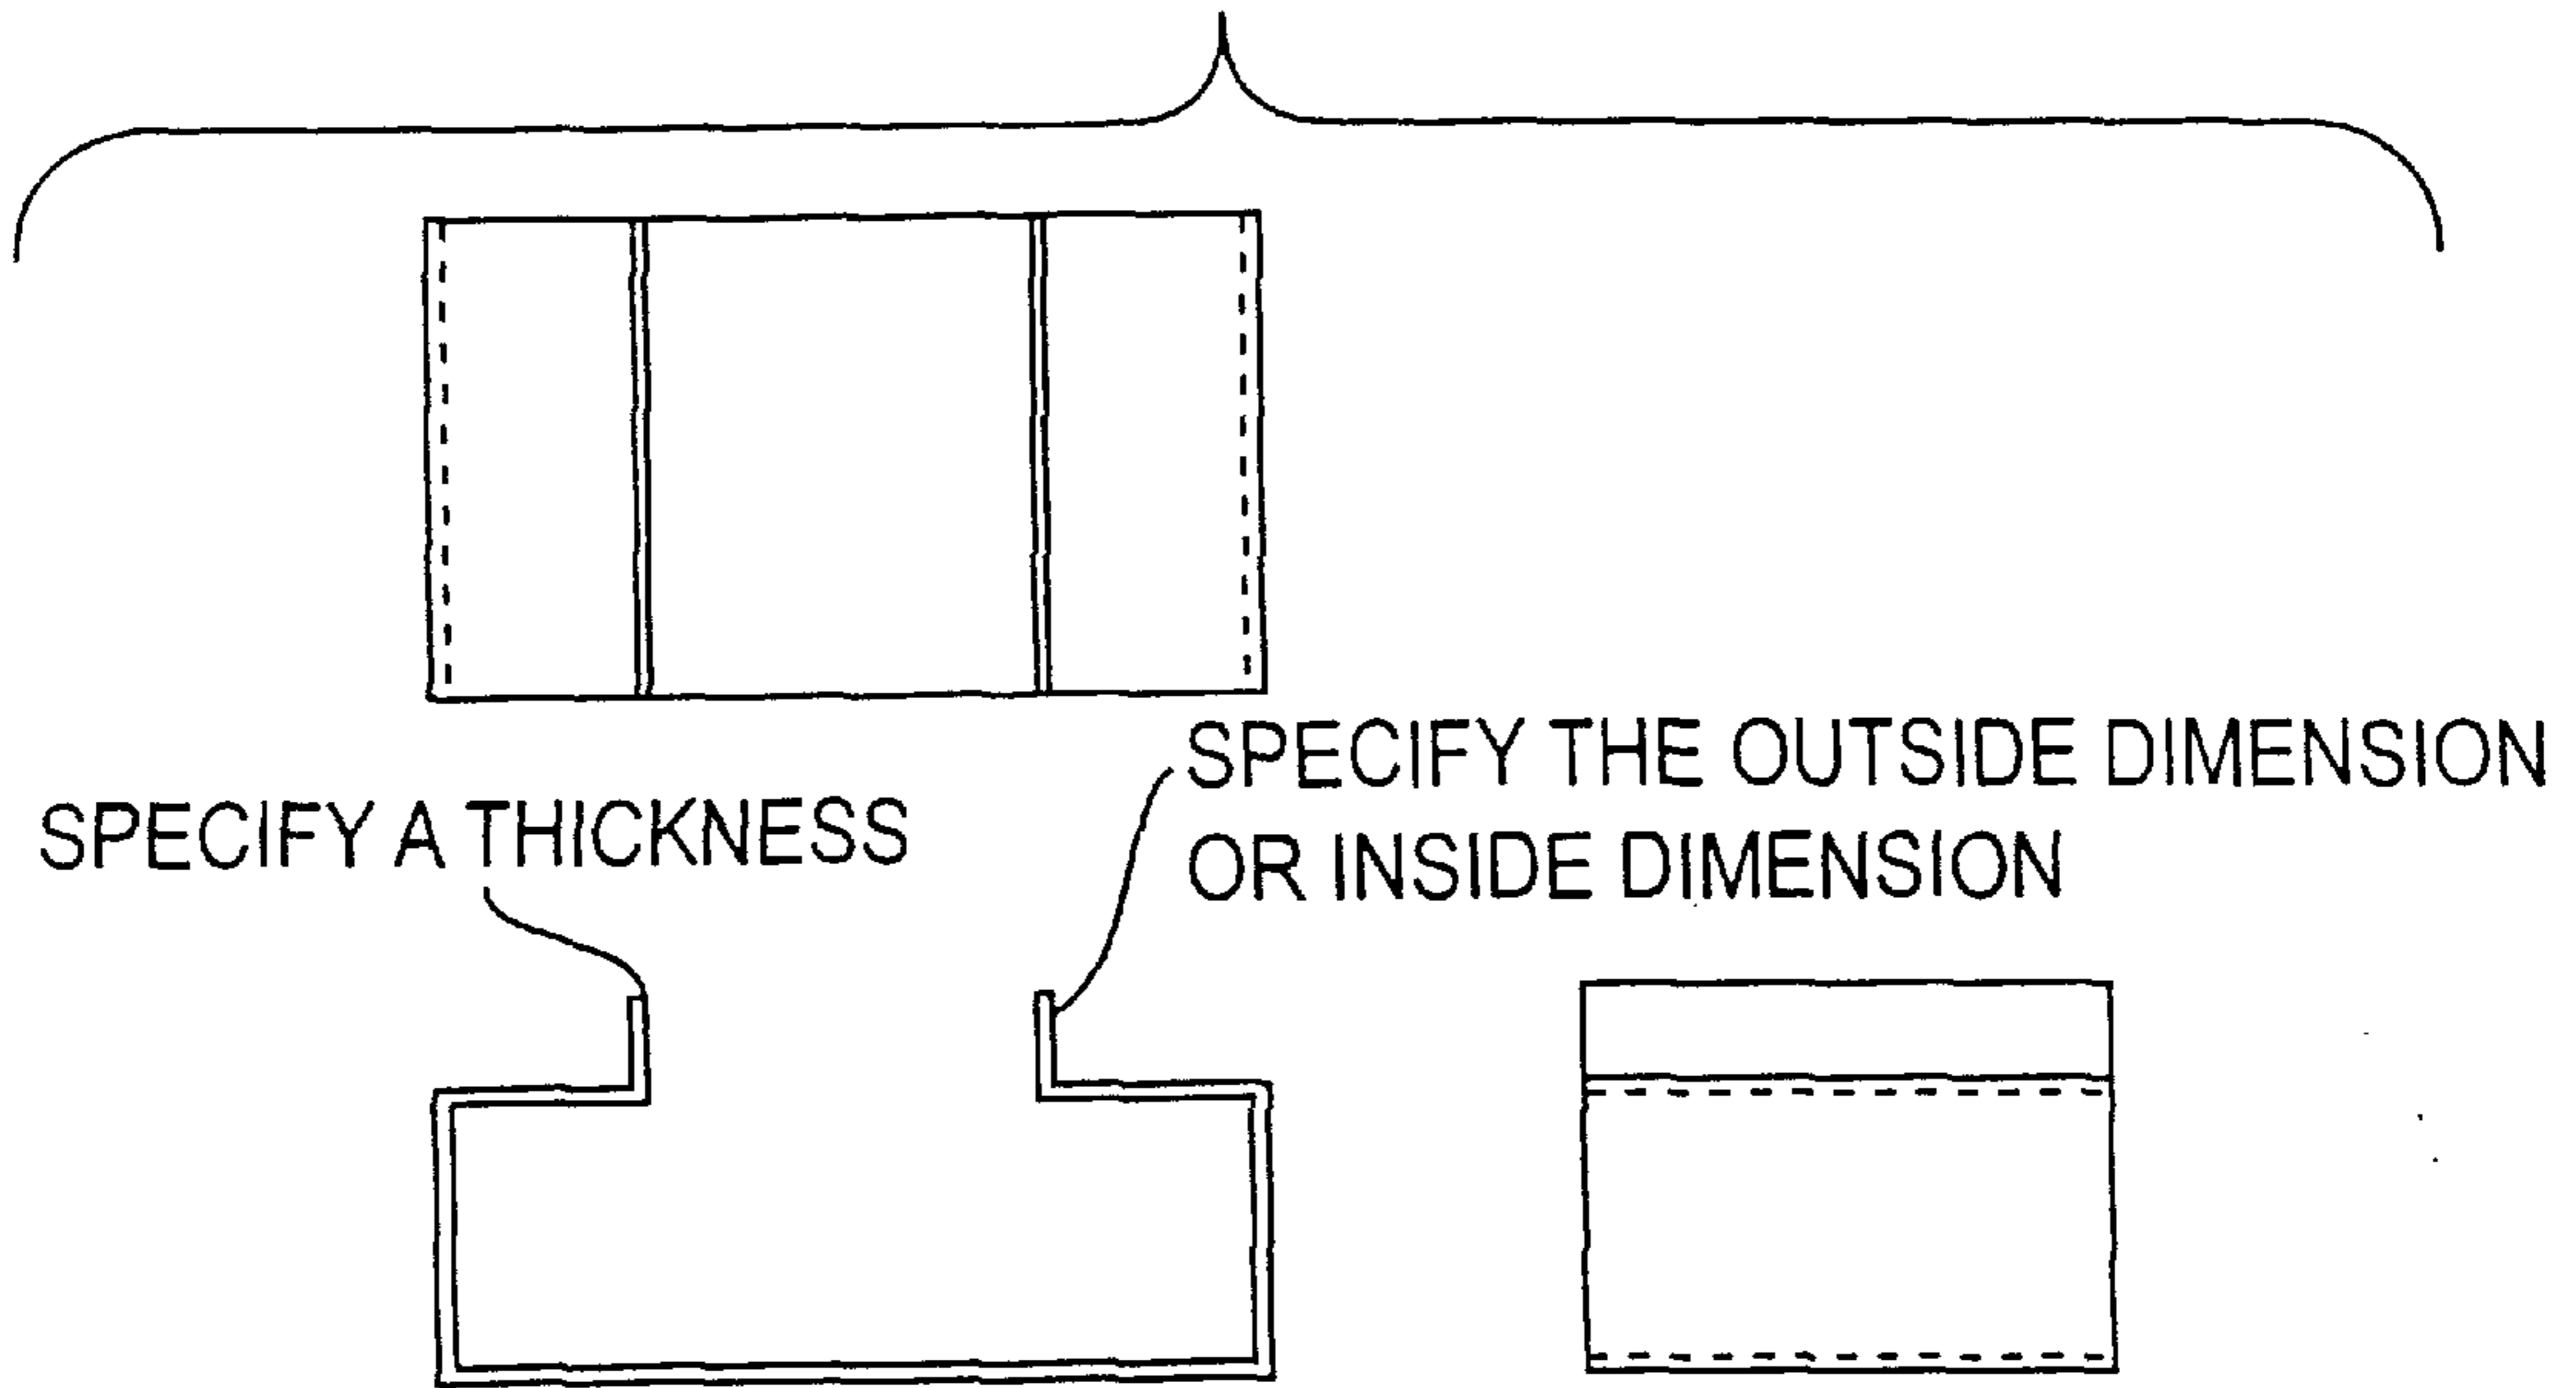 SPECIFY THE OUTSIDE DIMENSION
OR INSIDE DIMENSION
SPECIFY A THICKNESS